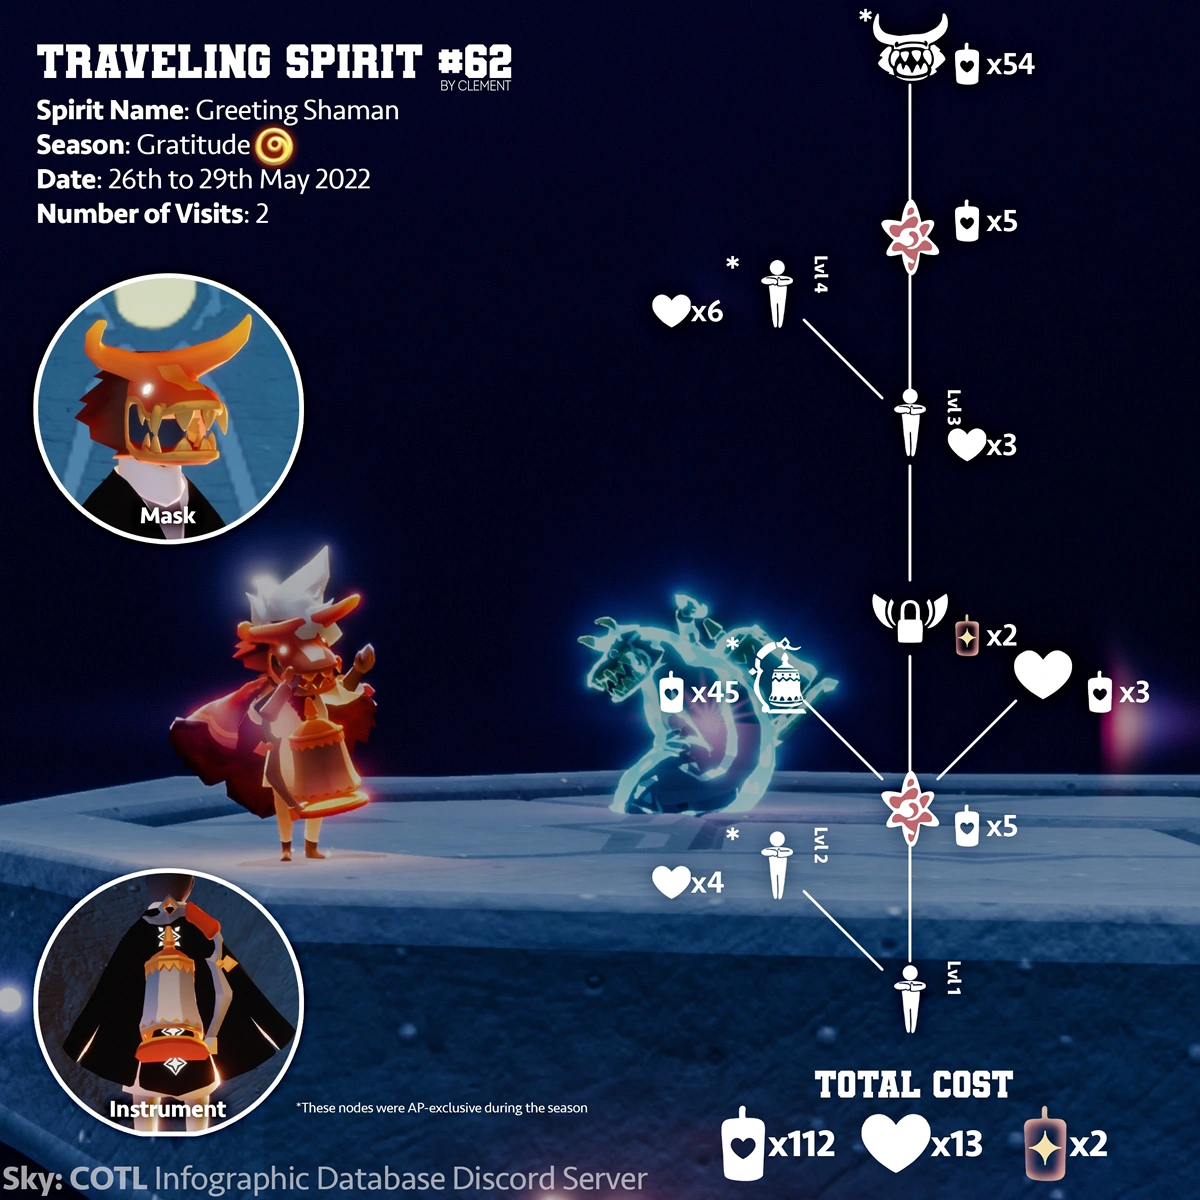 TRAVELING SPIRIT #62
BY CLEMENT
Spirit Name: Greeting Shaman
Season: Gratitude
Date: 26th to 29th May 2022
Number of Visits: 2
*
x54
x5
*
Lvl 4
x6
Lvl 3
x3
Mask
x2
*
x45
x3
x5
*
Lvl 2
x4
Lvl 1
Instrument
*These nodes were AP-exclusive during the season
TOTAL COST
x112 x13 x2
Sky: COTL Infographic Database Discord Server